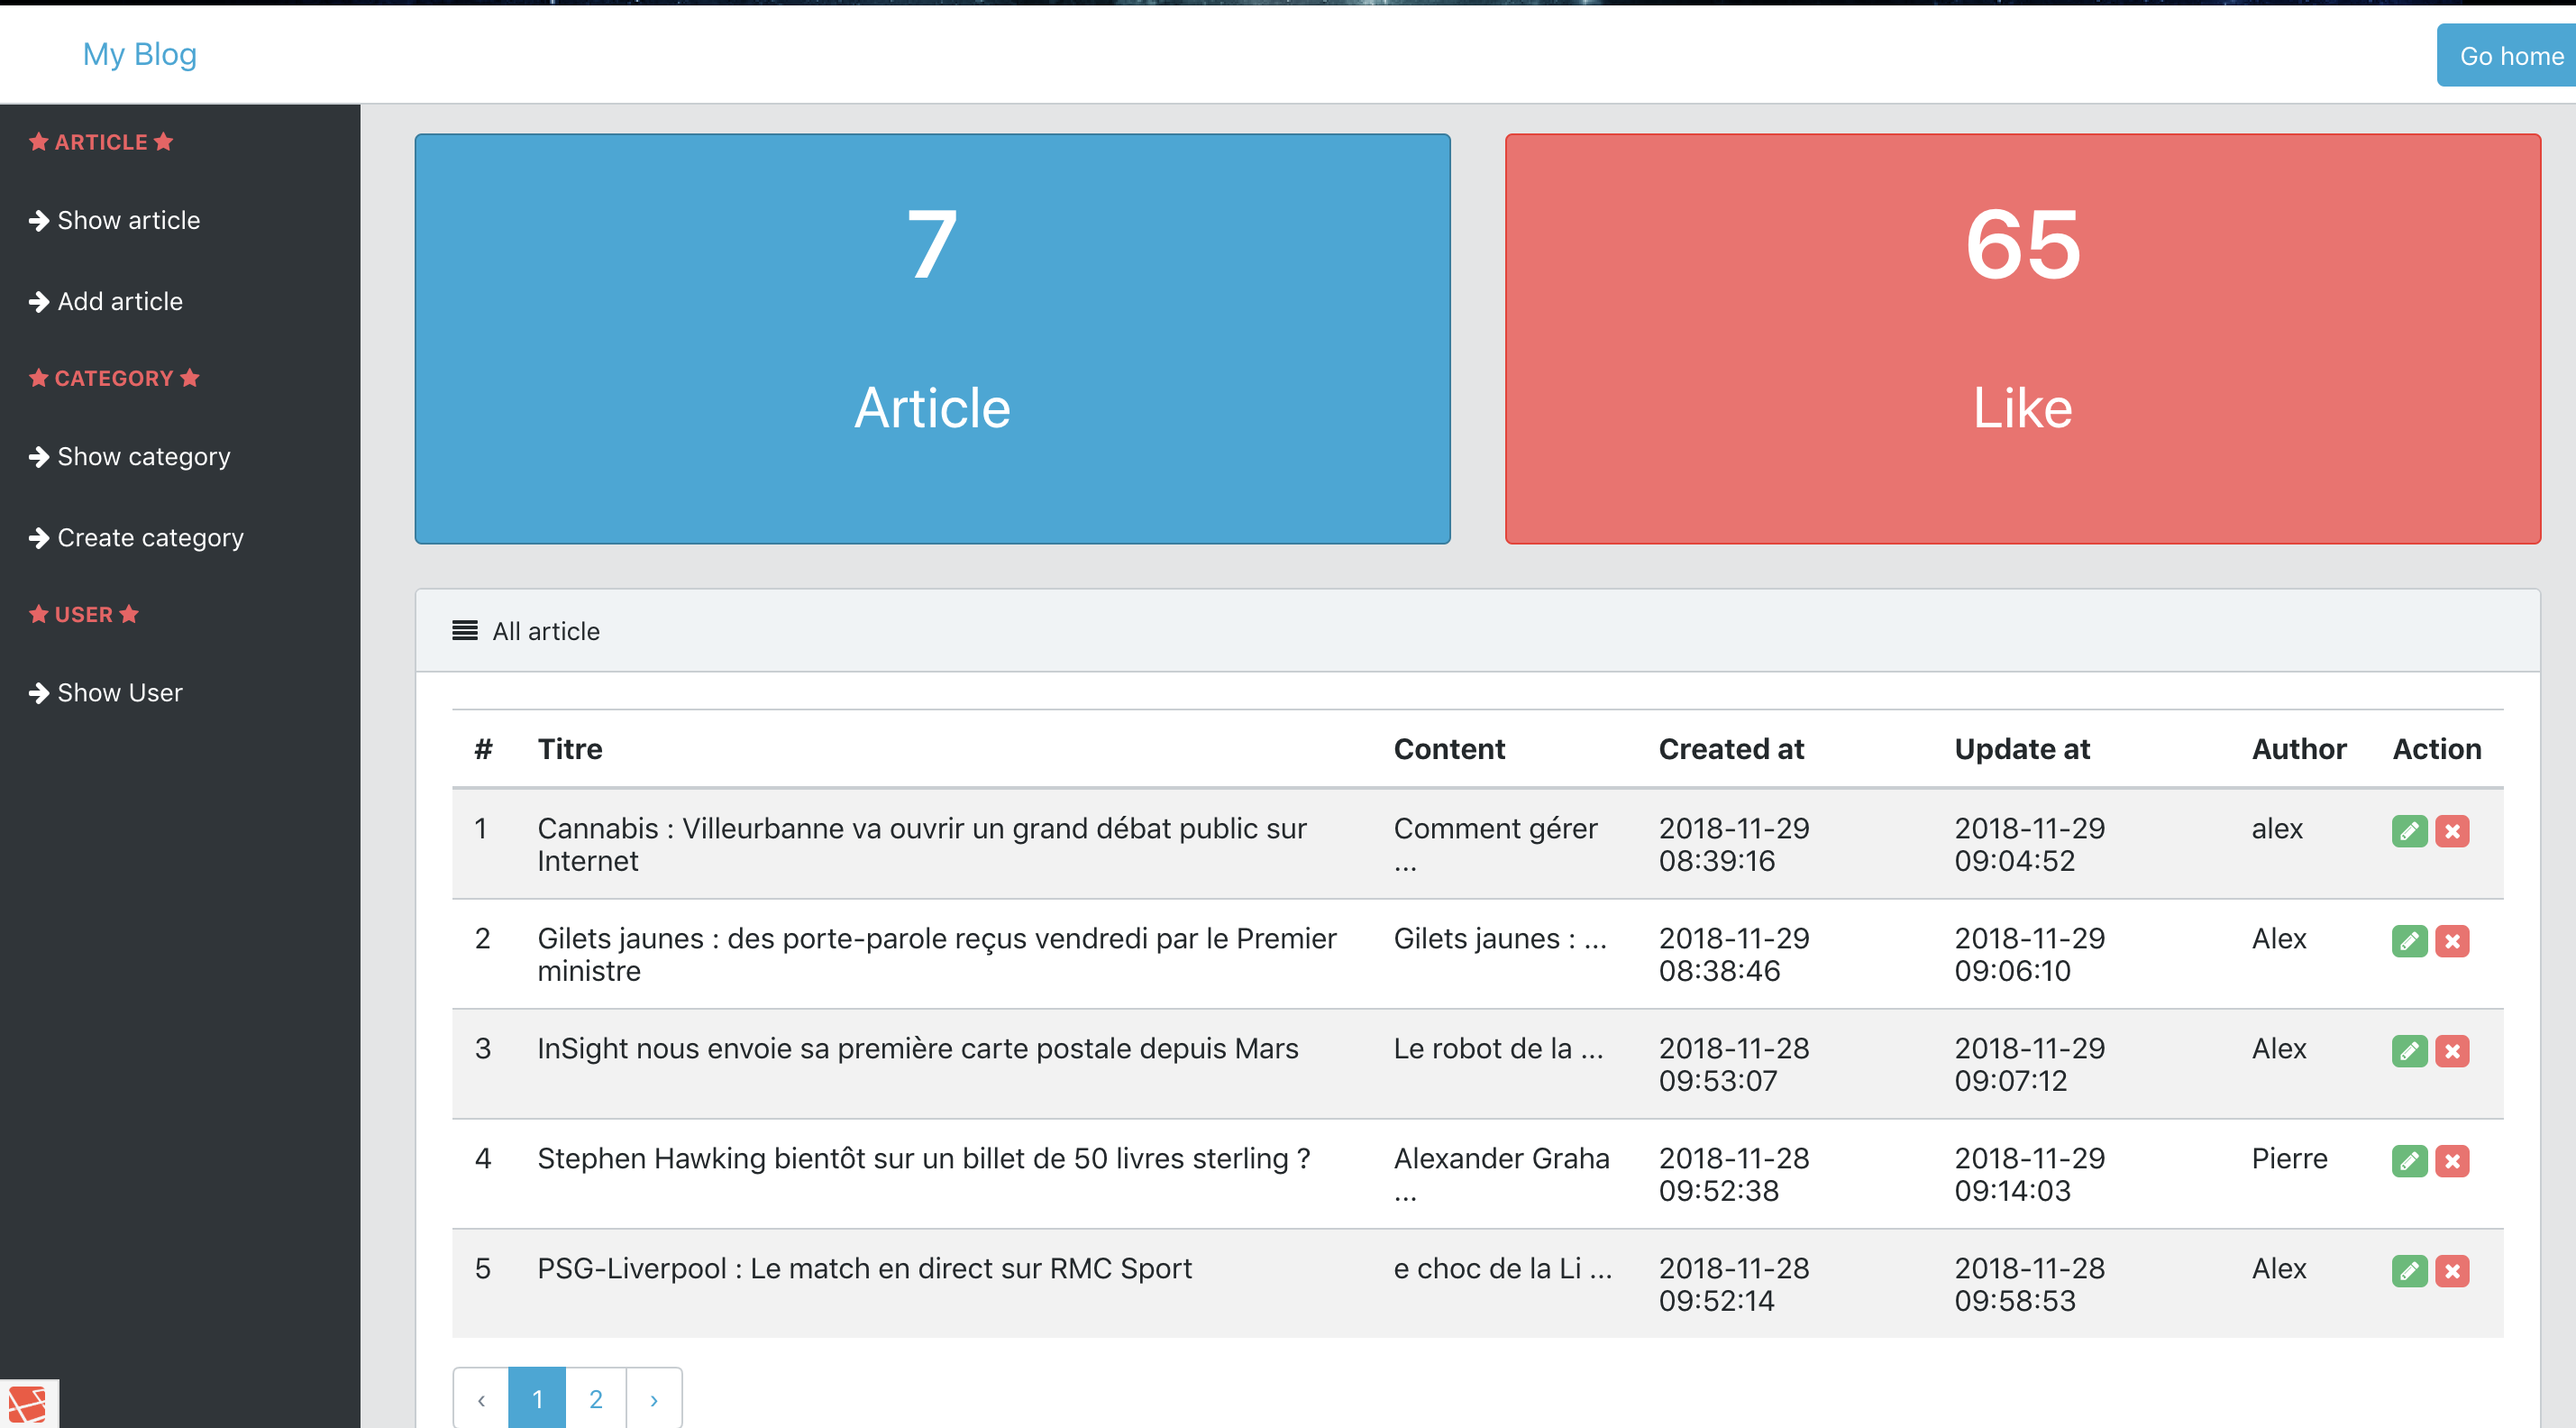 My Blog
Go home
ARTICLE
Show article
Add article
CATEGORY
Show category
Create category
USER
Show User
7
Article
65
Like
All article
# Titre Content Created at Update at Author Action
1 Cannabis : Villeurbanne va ouvrir un grand débat public sur Comment gérer 2018-11-29 2018-11-29 alex
Internet ... 08:39:16 09:04:52
2 Gilets jaunes : des porte-parole reçus vendredi par le Premier Gilets jaunes : ... 2018-11-29 2018-11-29 Alex
ministre 08:38:46 09:06:10
3 InSight nous envoie sa première carte postale depuis Mars Le robot de la ... 2018-11-28 2018-11-29 Alex
09:53:07 09:07:12
4 Stephen Hawking bientôt sur un billet de 50 livres sterling ? Alexander Graha 2018-11-28 2018-11-29 Pierre
... 09:52:38 09:14:03
5 PSG-Liverpool : Le match en direct sur RMC Sport e choc de la Li ... 2018-11-28 2018-11-28 Alex
09:52:14 09:58:53
‹ 1 2 ›